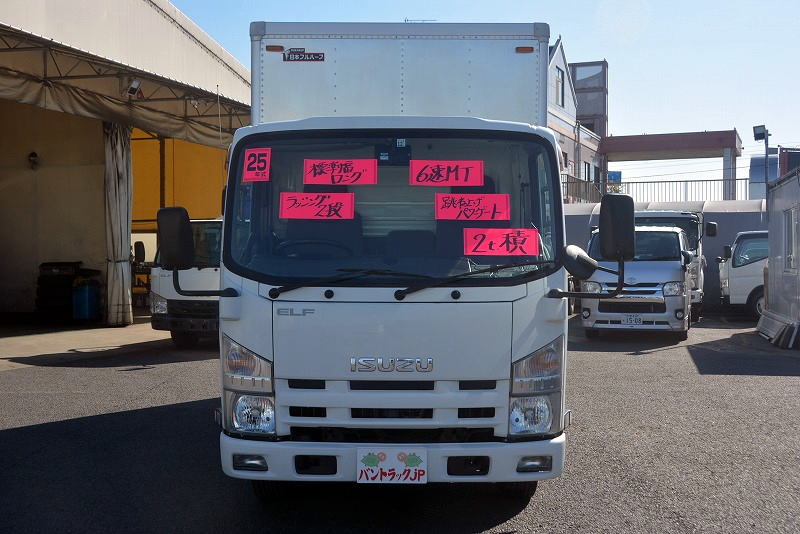 日本フルハーフ
25
年式
標準幅
ロング
6速MT
ラッシング
2段
跳ね上げ
パワーゲート
2t積
ELF
ISUZU
バントラックJP
15-08